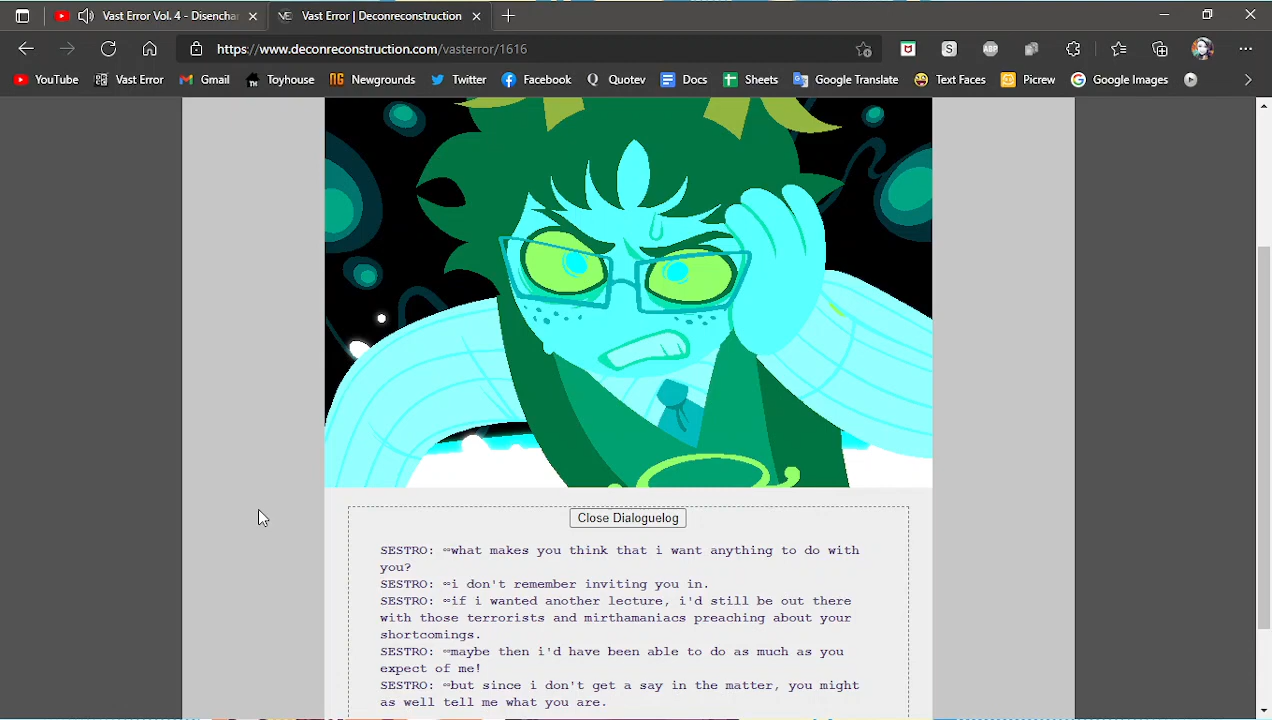 Vast Error Vol. 4 - Disenchan
Vast Error | Deconreconstruction
https://www.deconreconstruction.com/vasterror/1616
YouTube Vast Error Gmail Toyhouse Newgrounds Twitter Facebook Quotev Docs Sheets Google Translate Text Faces Picrew Google Images
Close Dialoguelog
SESTRO: ∞what makes you think that i want anything to do with
you?
SESTRO: ∞i don't remember inviting you in.
SESTRO: ∞if i wanted another lecture, i'd still be out there
with those terrorists and mirthamaniacs preaching about your
shortcomings.
SESTRO: ∞maybe then i'd have been able to do as much as you
expect of me!
SESTRO: ∞but since i don't get a say in the matter, you might
as well tell me what you are.